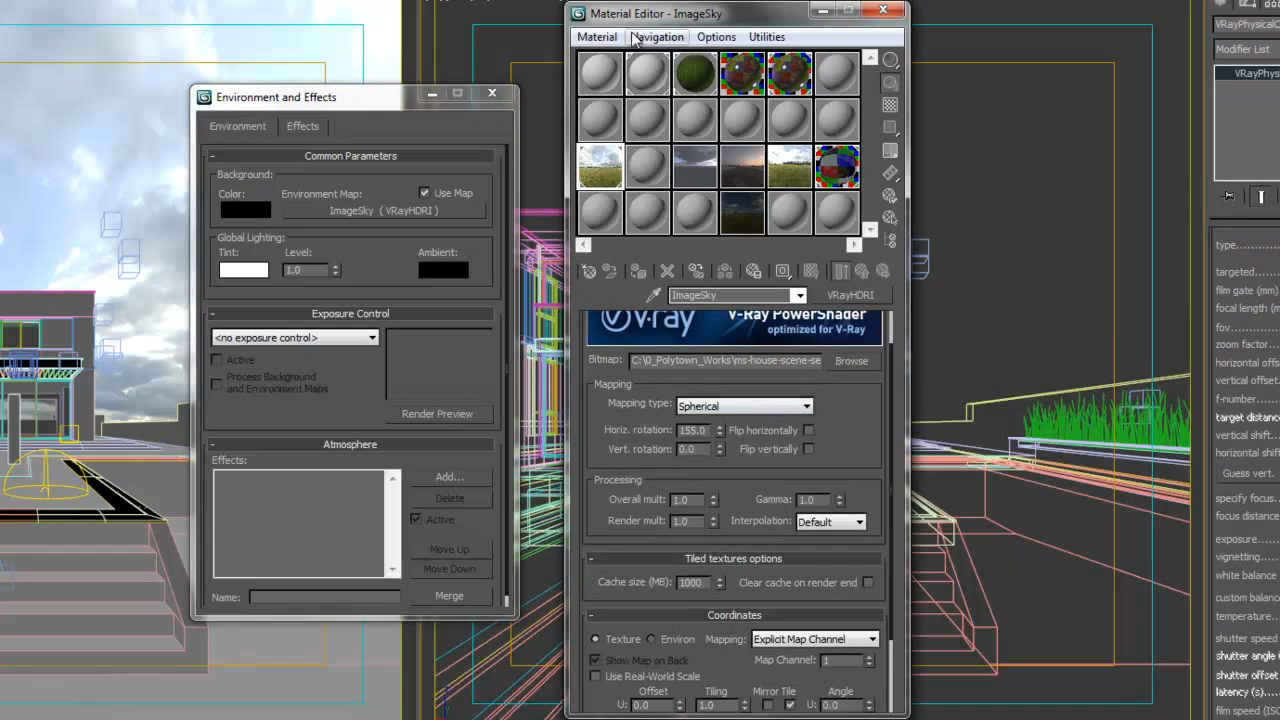 Environment and Effects
Environment
Effects
Common Parameters
Background:
Color:
Environment Map:
Use Map
ImageSky ( VRayHDRI )
Global Lighting:
Tint:
Level:
Ambient:
1.0
Exposure Control
<no exposure control>
Active
Process Background
and Environment Maps
Render Preview
Atmosphere
Effects:
Add...
Delete
Active
Move Up
Move Down
Name:
Merge
Material Editor - ImageSky
Material
Navigation
Options
Utilities
ImageSky
VRayHDRI
v·ray
V-Ray PowerShader
optimized for V-Ray
Bitmap:
C:\0_Polytown_Works\ms-house-scene-se
Browse
Mapping
Mapping type:
Spherical
Horiz. rotation:
155.0
Flip horizontally
Vert. rotation:
0.0
Flip vertically
Processing
Overall mult:
1.0
Gamma:
1.0
Render mult:
1.0
Interpolation:
Default
Tiled textures options
Cache size (MB):
1000
Clear cache on render end
Coordinates
Texture
Environ
Mapping:
Explicit Map Channel
Show Map on Back
Map Channel:
1
Use Real-World Scale
Offset
Tiling
Mirror Tile
Angle
U:
0.0
1.0
U:
0.0
VRayPhysicalC
Modifier List
VRayPhys
type
targeted
film gate (mm)
focal length (m
fov
zoom factor
horizontal offs
vertical offset
f-number
target distanc
vertical shift
horizontal shif
Guess vert.
specify focus
focus distance
exposure
vignetting
white balance
custom balanc
temperature
shutter speed
shutter angle
shutter offset
latency (s)
film speed (ISO